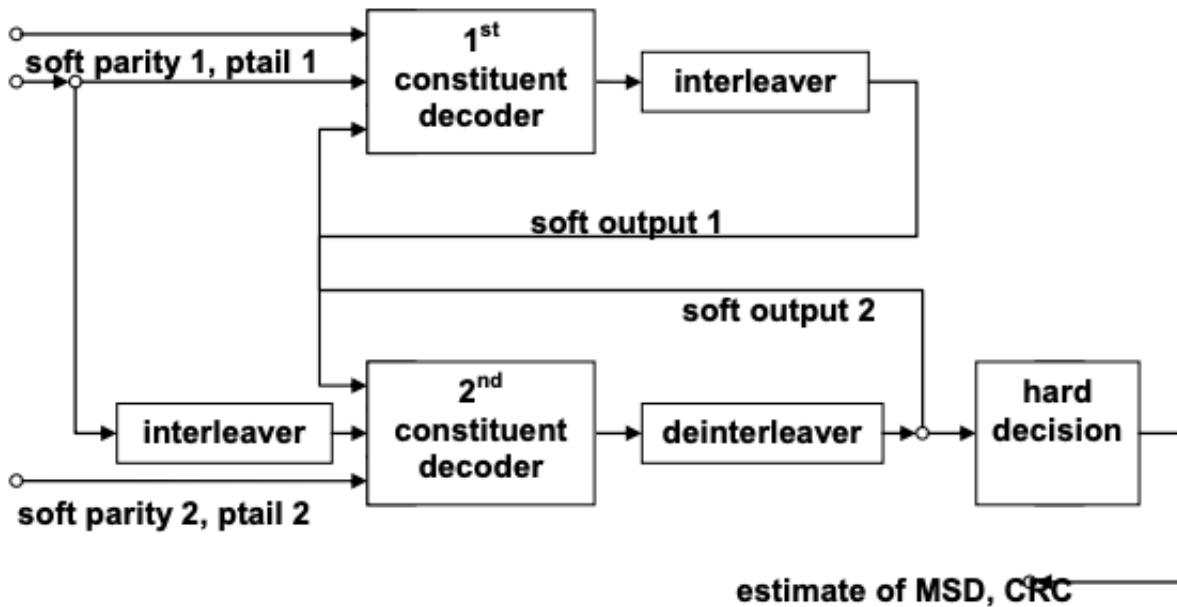 1st
constituent
decoder
soft parity 1, ptail 1
interleaver
soft output 1
soft output 2
interleaver
2nd
constituent
decoder
deinterleaver
hard
decision
soft parity 2, ptail 2
estimate of MSD, CRC